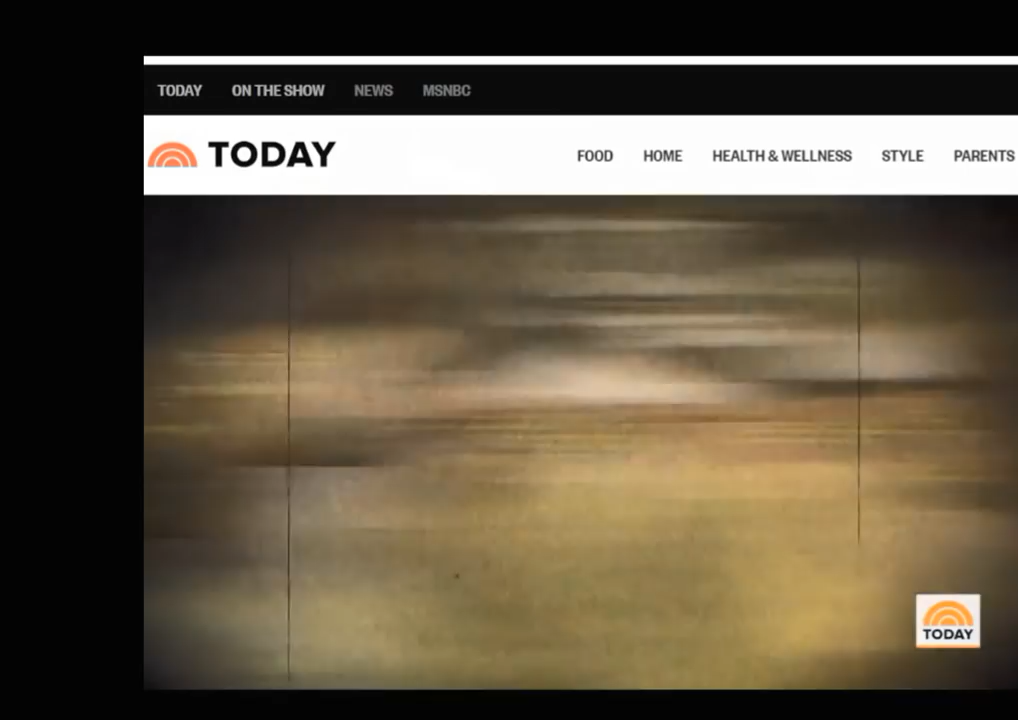 TODAY ON THE SHOW NEWS MSNBC
TODAY FOOD HOME HEALTH & WELLNESS STYLE PARENTS
TODAY